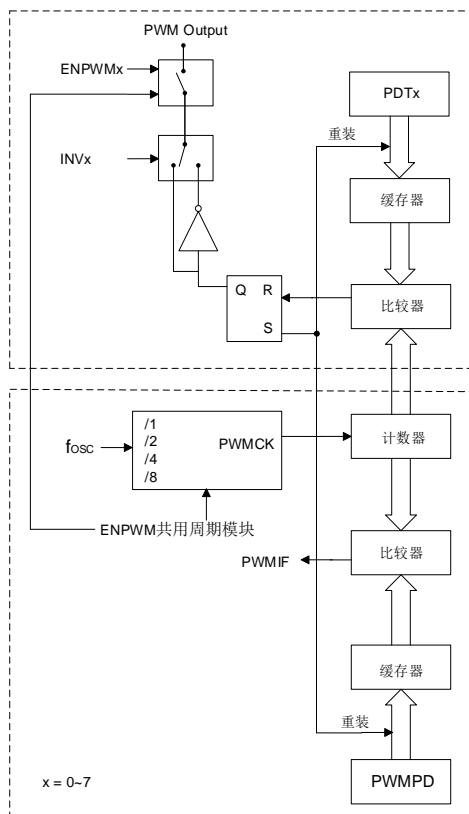 PWM Output
ENPWMx
PDTx
重装
INVx
缓存器
Q R
S
比较器
/1
/2
/4
/8
PWMCK
fOSC
计数器
ENPWM共用周期模块
PWMIF
比较器
缓存器
重装
x = 0~7
PWMPD